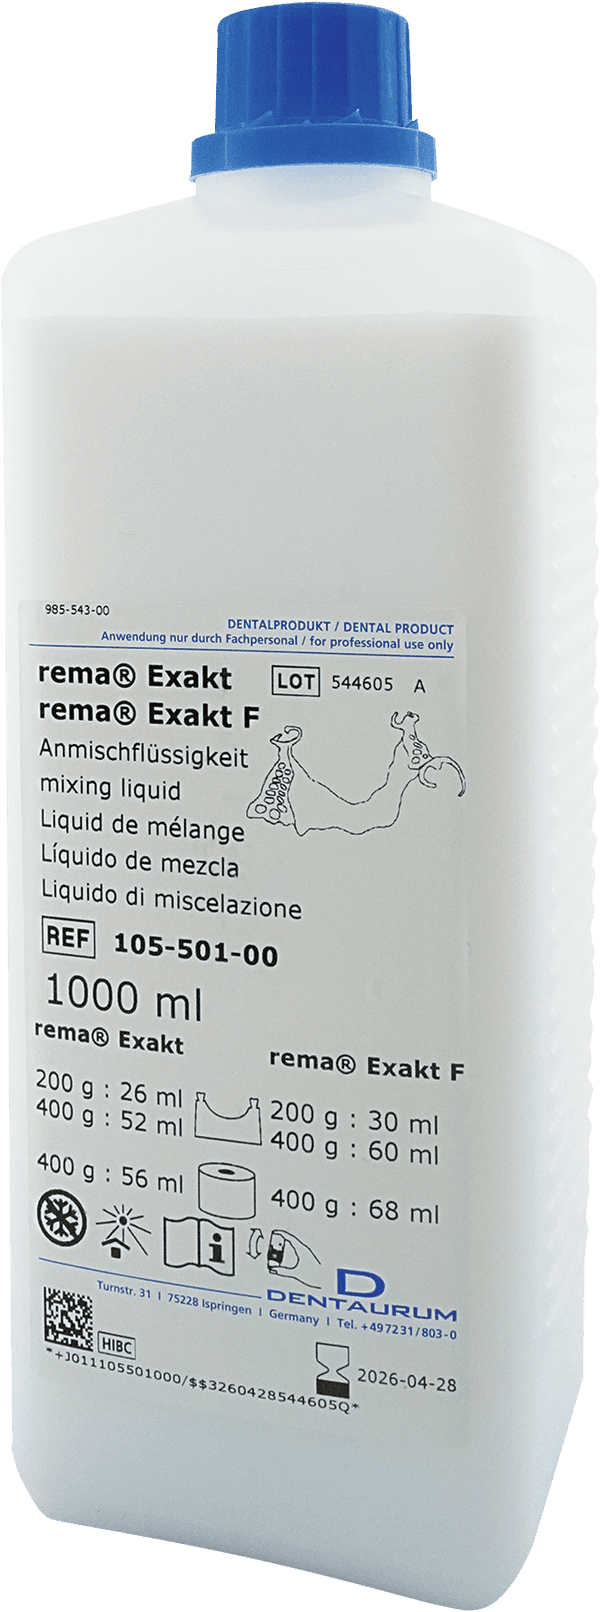 985-543-00
DENTALPRODUKT / DENTAL PRODUCT
Anwendung nur durch Fachpersonal / for professional use only
rema® Exakt
LOT 544605 A
rema® Exakt F
Anmischflüssigkeit
mixing liquid
Liquid de mélange
Líquido de mezcla
Liquido di miscelazione
REF 105-501-00
1000 ml
rema® Exakt
200 g : 26 ml
400 g : 52 ml
400 g : 56 ml
rema® Exakt F
200 g : 30 ml
400 g : 60 ml
400 g : 68 ml
i
D
DENTAURUM
Turnstr. 31 I 75228 Ispringen I Germany I Tel. +497231/803-0
HIBC
*+J011105501000/$$3260428544605Q*
2026-04-28